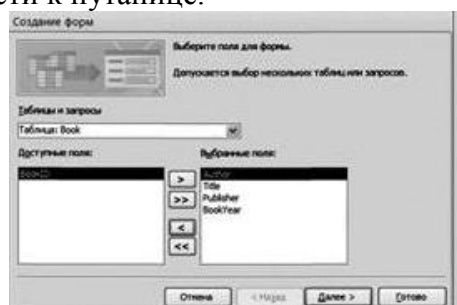 сти к путанице.
Создание форм
Выберите поля для формы.
Допускается выбор нескольких таблиц или запросов.
Таблицы и запросы
Таблица: Book
Доступные поля:
Выбранные поля:
BookID
Author
>
Title
>>
Publisher
BookYear
<
<<
Отмена
< Назад
Далее >
Готово